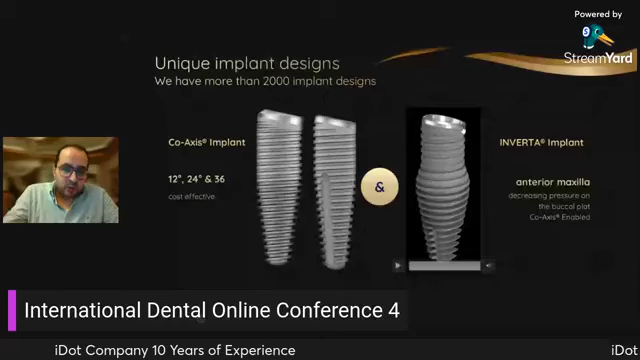 Powered by
StreamYard
Unique implant designs
We have more than 2000 implant designs
Co-Axis® Implant
12°, 24° & 36
cost effective
&
INVERTA® Implant
anterior maxilla
decreasing pressure on
the buccal plat
Co-Axis® Enabled
International Dental Online Conference 4
iDot Company 10 Years of Experience
iDot